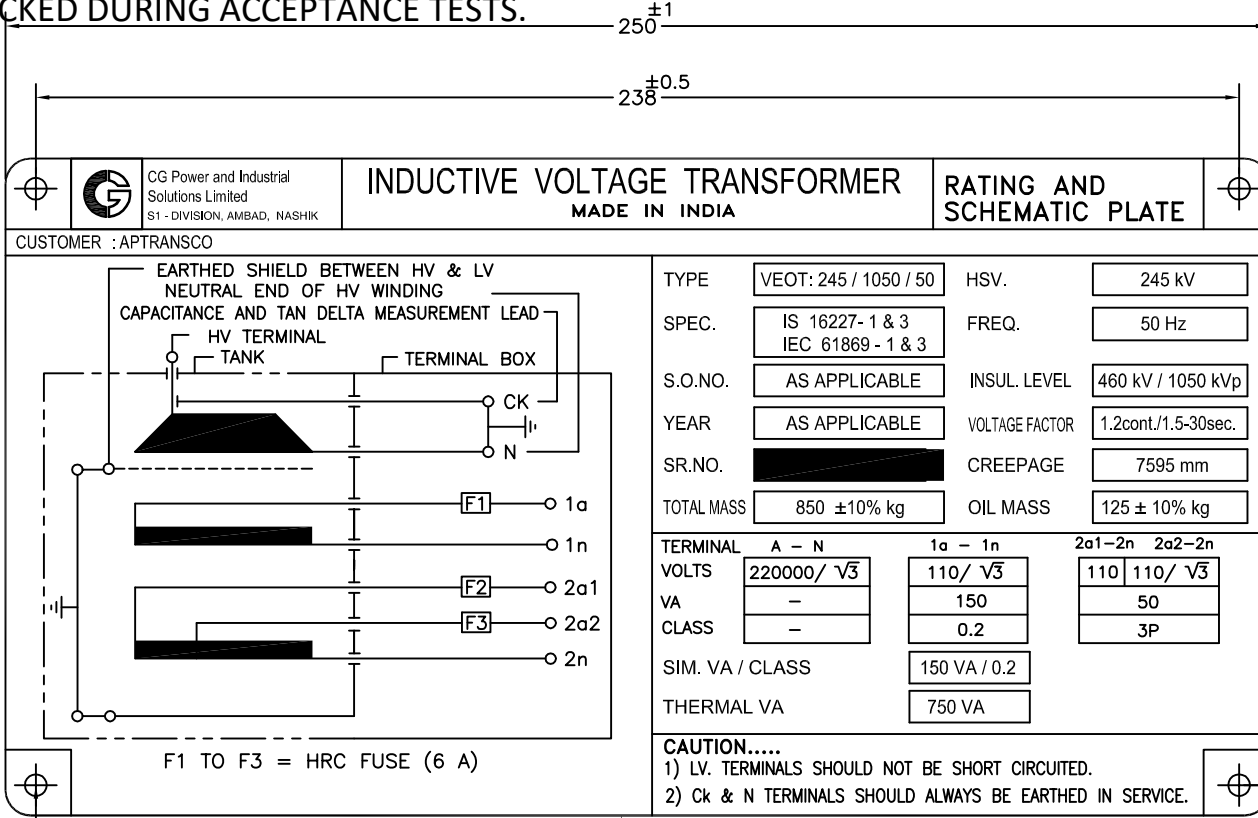 CKED DURING ACCEPTANCE TESTS.
250 ±1
238 ±0.5
CG Power and Industrial
Solutions Limited
S1 - DIVISION, AMBAD, NASHIK
INDUCTIVE VOLTAGE TRANSFORMER
MADE IN INDIA
RATING AND
SCHEMATIC PLATE
CUSTOMER : APTRANSCO
EARTHED SHIELD BETWEEN HV & LV
NEUTRAL END OF HV WINDING
CAPACITANCE AND TAN DELTA MEASUREMENT LEAD
HV TERMINAL
TANK
TERMINAL BOX
CK
N
F1 1a
1n
F2 2a1
F3 2a2
2n
F1 TO F3 = HRC FUSE (6 A)
TYPE VEOT: 245 / 1050 / 50 HSV. 245 kV
SPEC. IS 16227- 1 & 3 FREQ. 50 Hz
IEC 61869 - 1 & 3
S.O.NO. AS APPLICABLE INSUL. LEVEL 460 kV / 1050 kVp
YEAR AS APPLICABLE VOLTAGE FACTOR 1.2cont./1.5-30sec.
SR.NO. CREEPAGE 7595 mm
TOTAL MASS 850 ±10% kg OIL MASS 125 ± 10% kg
TERMINAL A – N 1a – 1n 2a1–2n 2a2–2n
VOLTS 220000/ √3 110/ √3 110 110/ √3
VA – 150 50
CLASS – 0.2 3P
SIM. VA / CLASS 150 VA / 0.2
THERMAL VA 750 VA
CAUTION.....
1) LV. TERMINALS SHOULD NOT BE SHORT CIRCUITED.
2) Ck & N TERMINALS SHOULD ALWAYS BE EARTHED IN SERVICE.